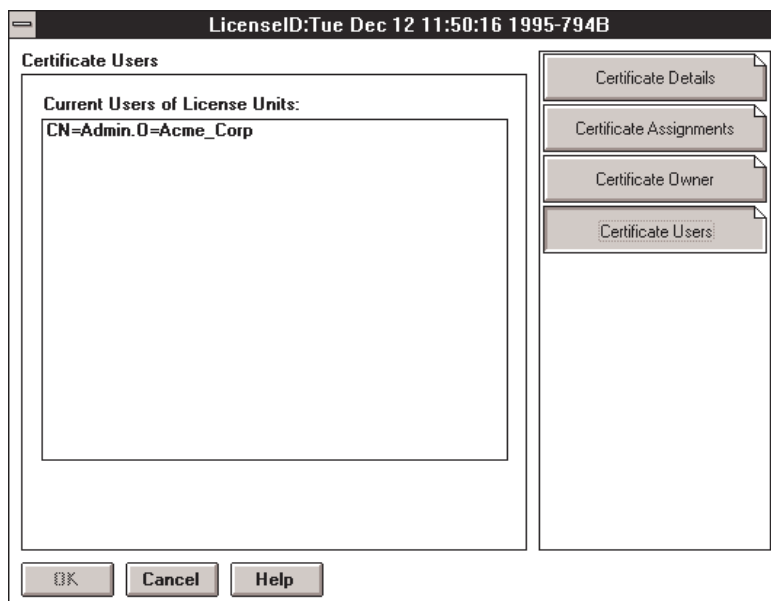 LicenseID:Tue Dec 12 11:50:16 1995-794B
Certificate Users
Current Users of License Units:
CN=Admin.O=Acme_Corp
Certificate Details
Certificate Assignments
Certificate Owner
Certificate Users
OK
Cancel
Help